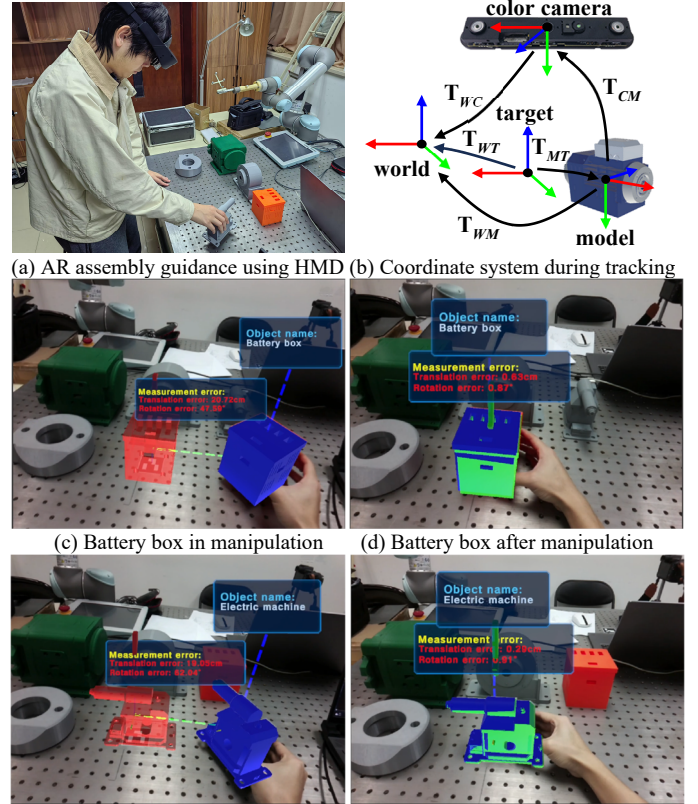 color camera
T_WC
T_CM
target
T_WT
T_MT
world
T_WM
model
(a) AR assembly guidance using HMD
(b) Coordinate system during tracking
Object name:
Battery box
Measurement error:
Translation error: 20.72cm
Rotation error: 47.59°
Object name:
Battery box
Measurement error:
Translation error: 0.63cm
Rotation error: 0.87°
(c) Battery box in manipulation
(d) Battery box after manipulation
Object name:
Electric machine
Measurement error:
Translation error: 19.05cm
Rotation error: 62.64°
Object name:
Electric machine
Measurement error:
Translation error: 0.29cm
Rotation error: 0.91°